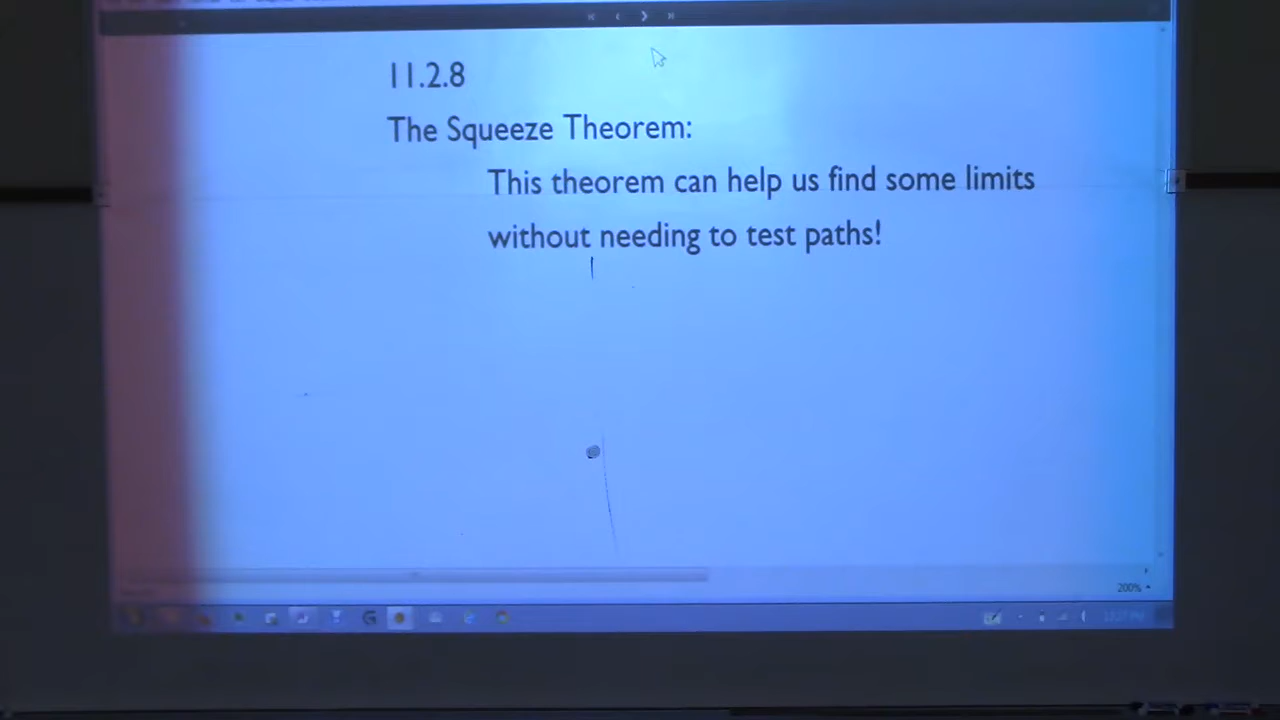 11.2.8
The Squeeze Theorem:
This theorem can help us find some limits
without needing to test paths!
200%